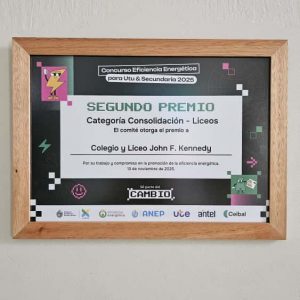 Concurso Eficiencia Energética
para Utu & Secundaria 2025
SEGUNDO PREMIO
Categoría Consolidación - Liceos
El comité otorga el premio a
Colegio y Liceo John F. Kennedy
Por su trabajo y compromiso en la promoción de la eficiencia energética.
13 de noviembre de 2025.
Sé parte del
CAMBIO
ANEP
ute
antel
Ceibal